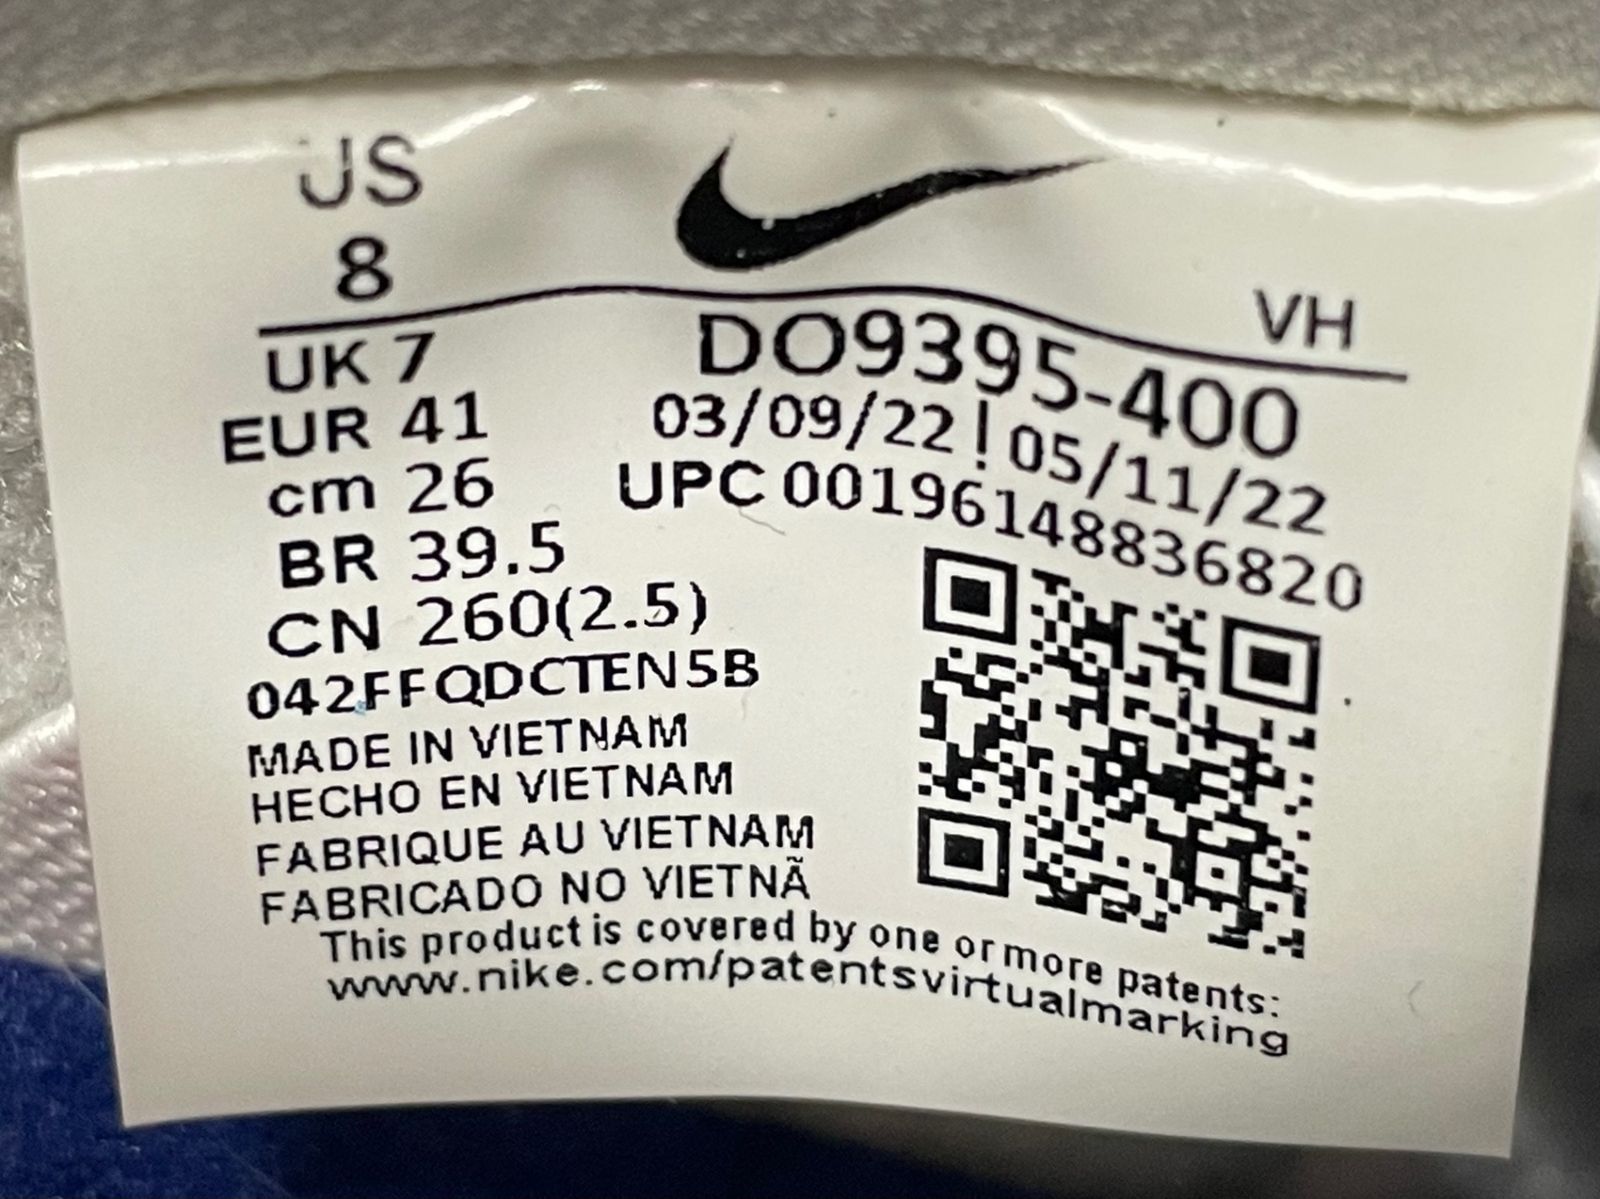 US
8
VH
UK 7
DO9395-400
EUR 41
03/09/22 ! 05/11/22
cm 26
UPC 00196148836820
BR 39.5
CN 260(2.5)
042FFQDCTEN5B
MADE IN VIETNAM
HECHO EN VIETNAM
FABRIQUE AU VIETNAM
FABRICADO NO VIETNÃ
This product is covered by one or more patents:
www.nike.com/patentsvirtualmarking